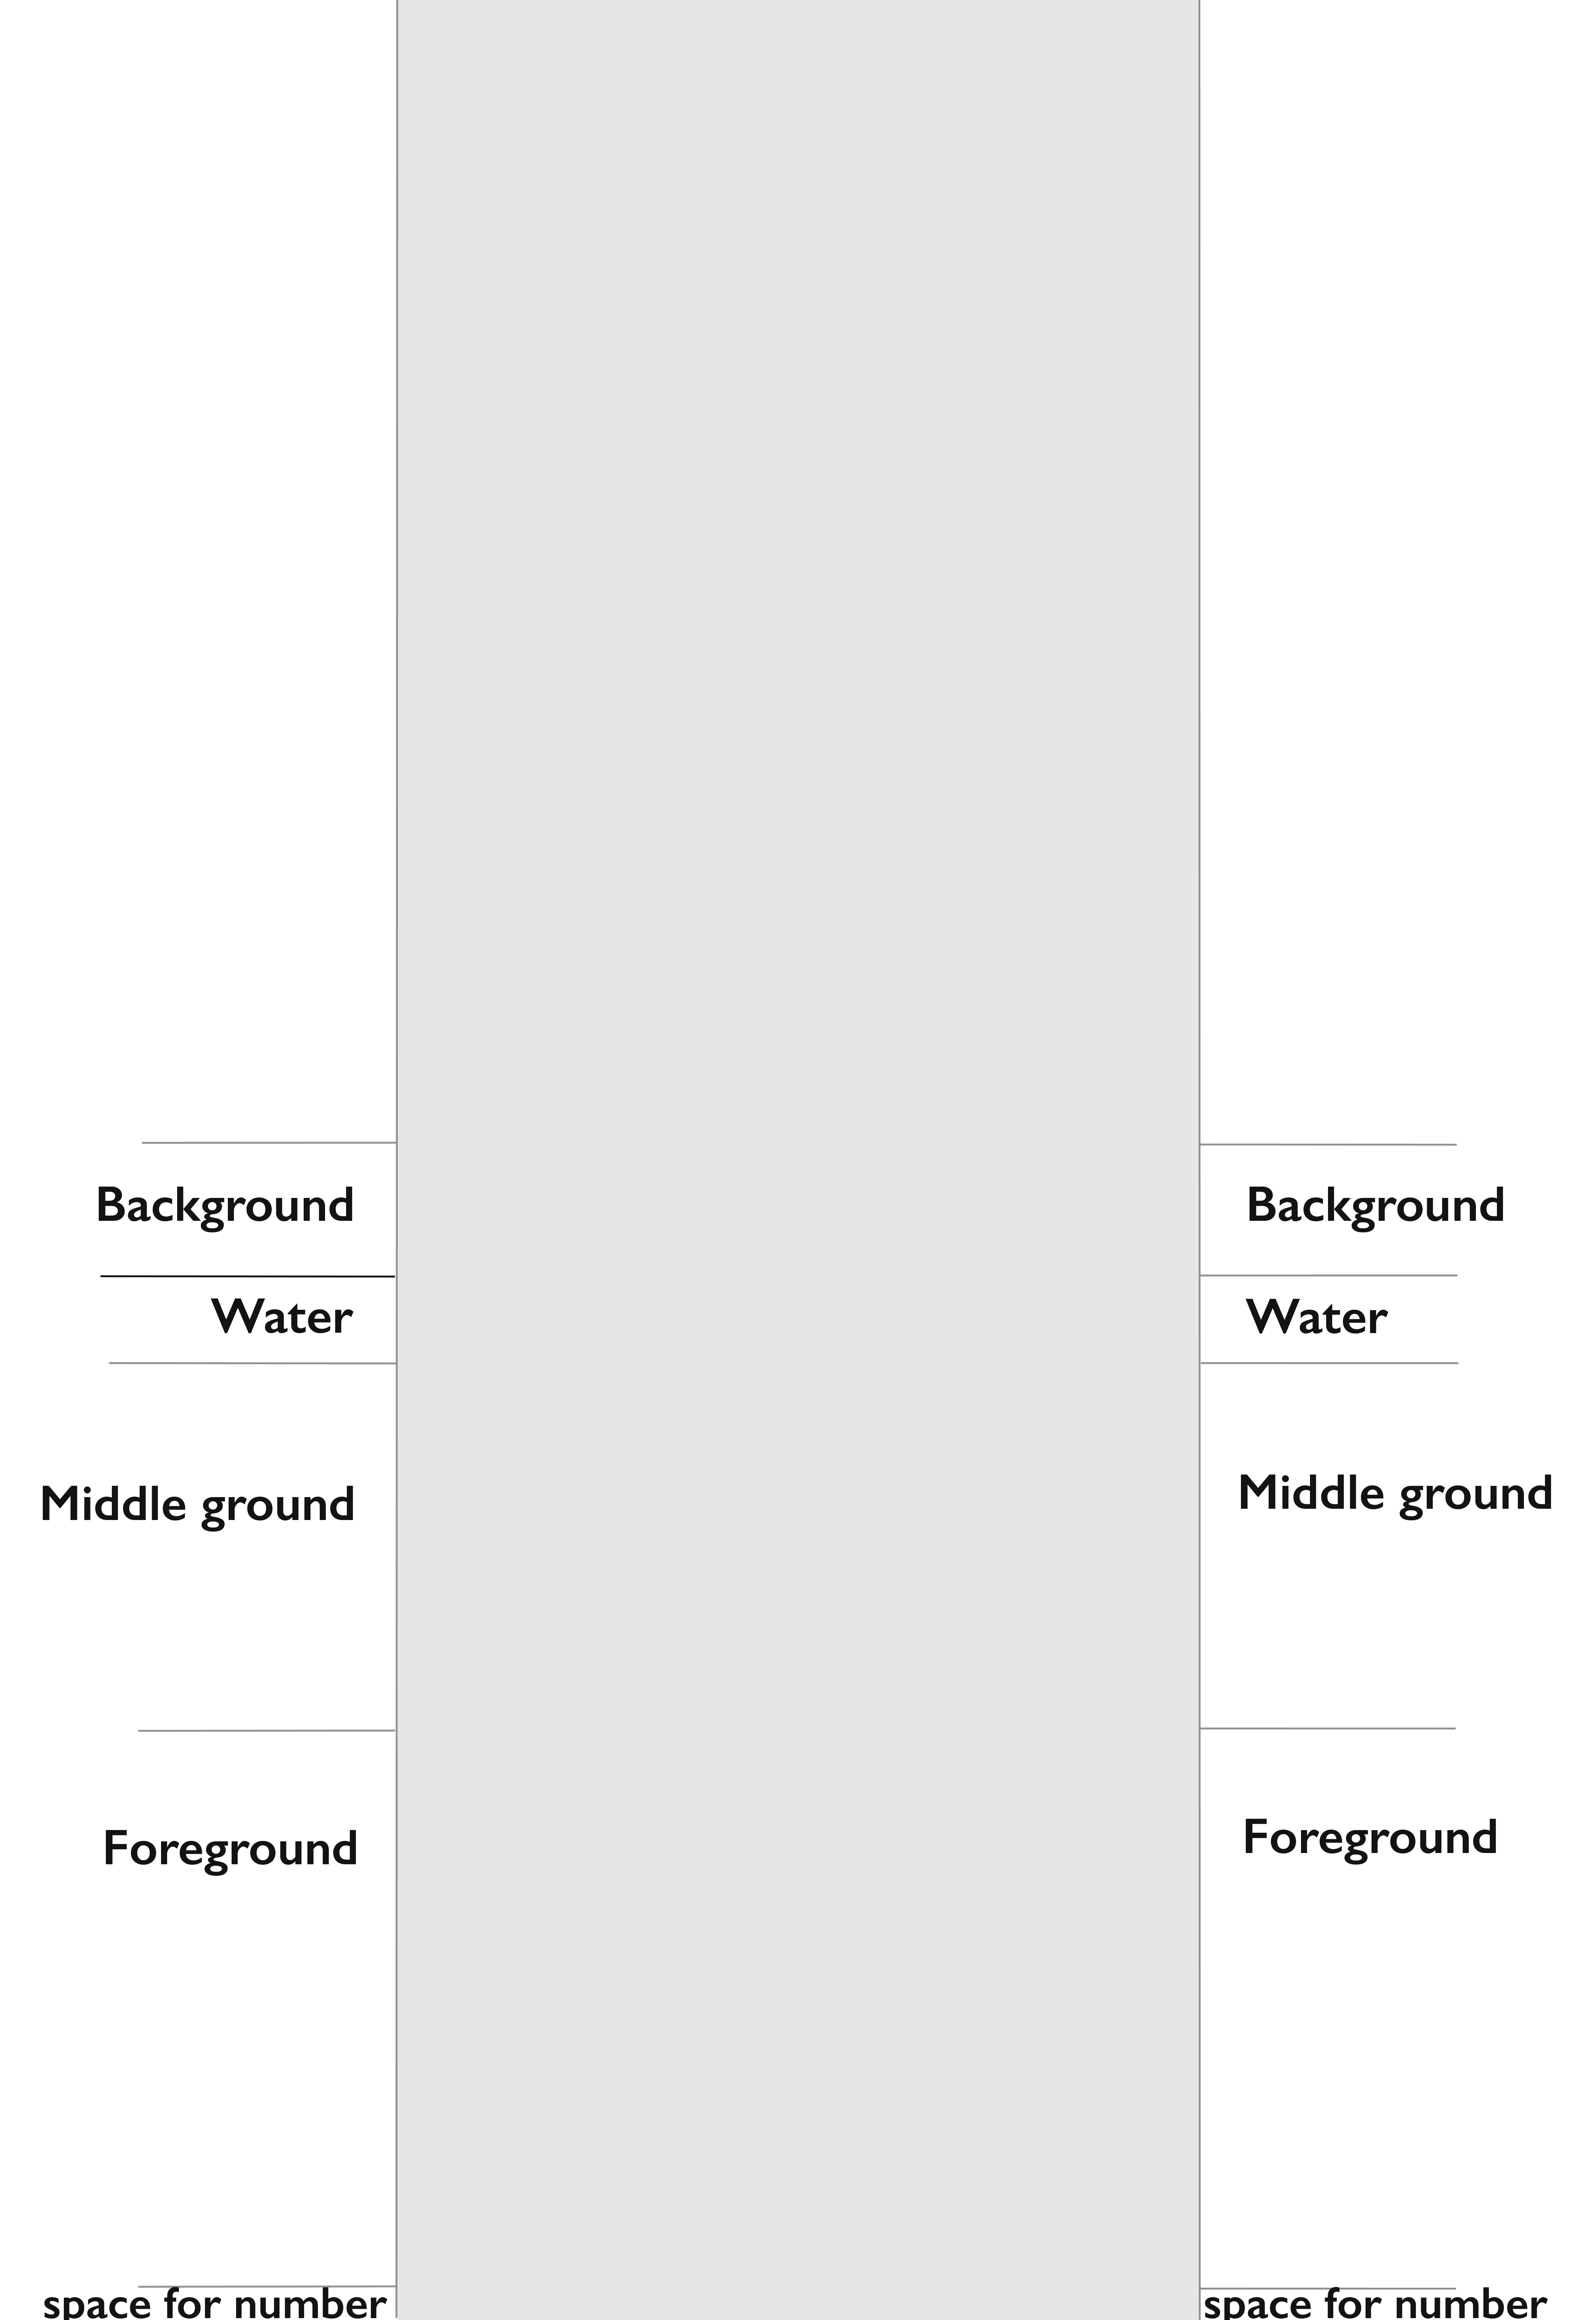 Background
Background
Water
Water
Middle ground
Middle ground
Foreground
Foreground
space for number
space for number